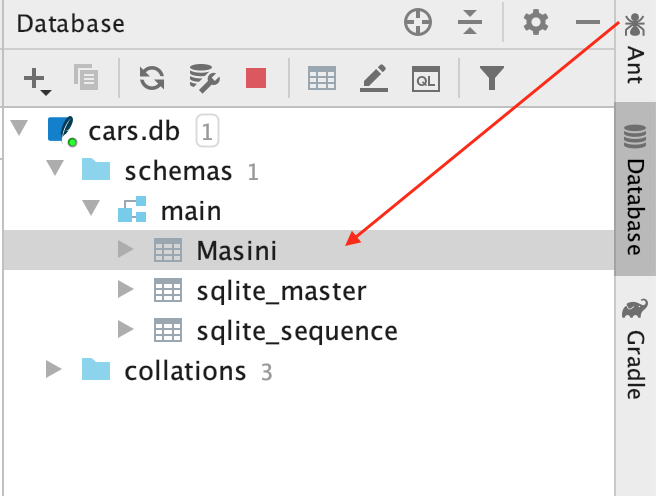 Database
QL
cars.db 1
schemas 1
main
Masini
sqlite_master
sqlite_sequence
collations 3
Ant
Database
Gradle